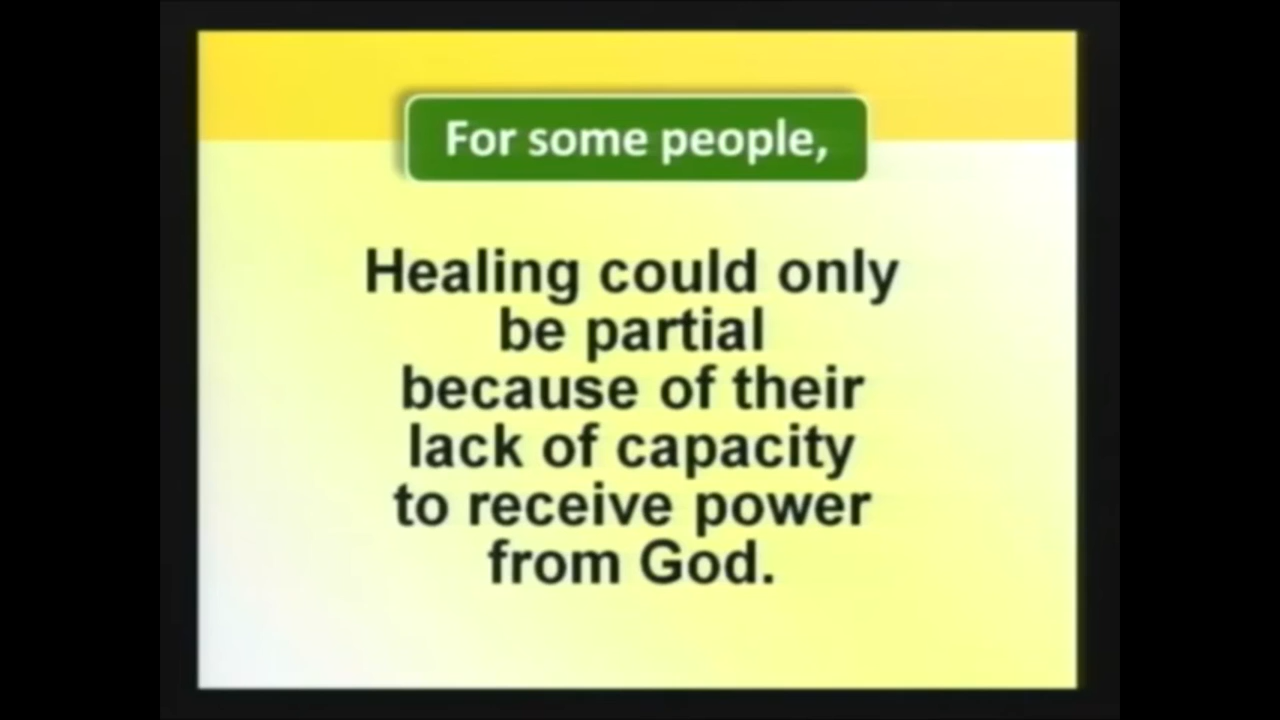 For some people,
Healing could only
be partial
because of their
lack of capacity
to receive power
from God.